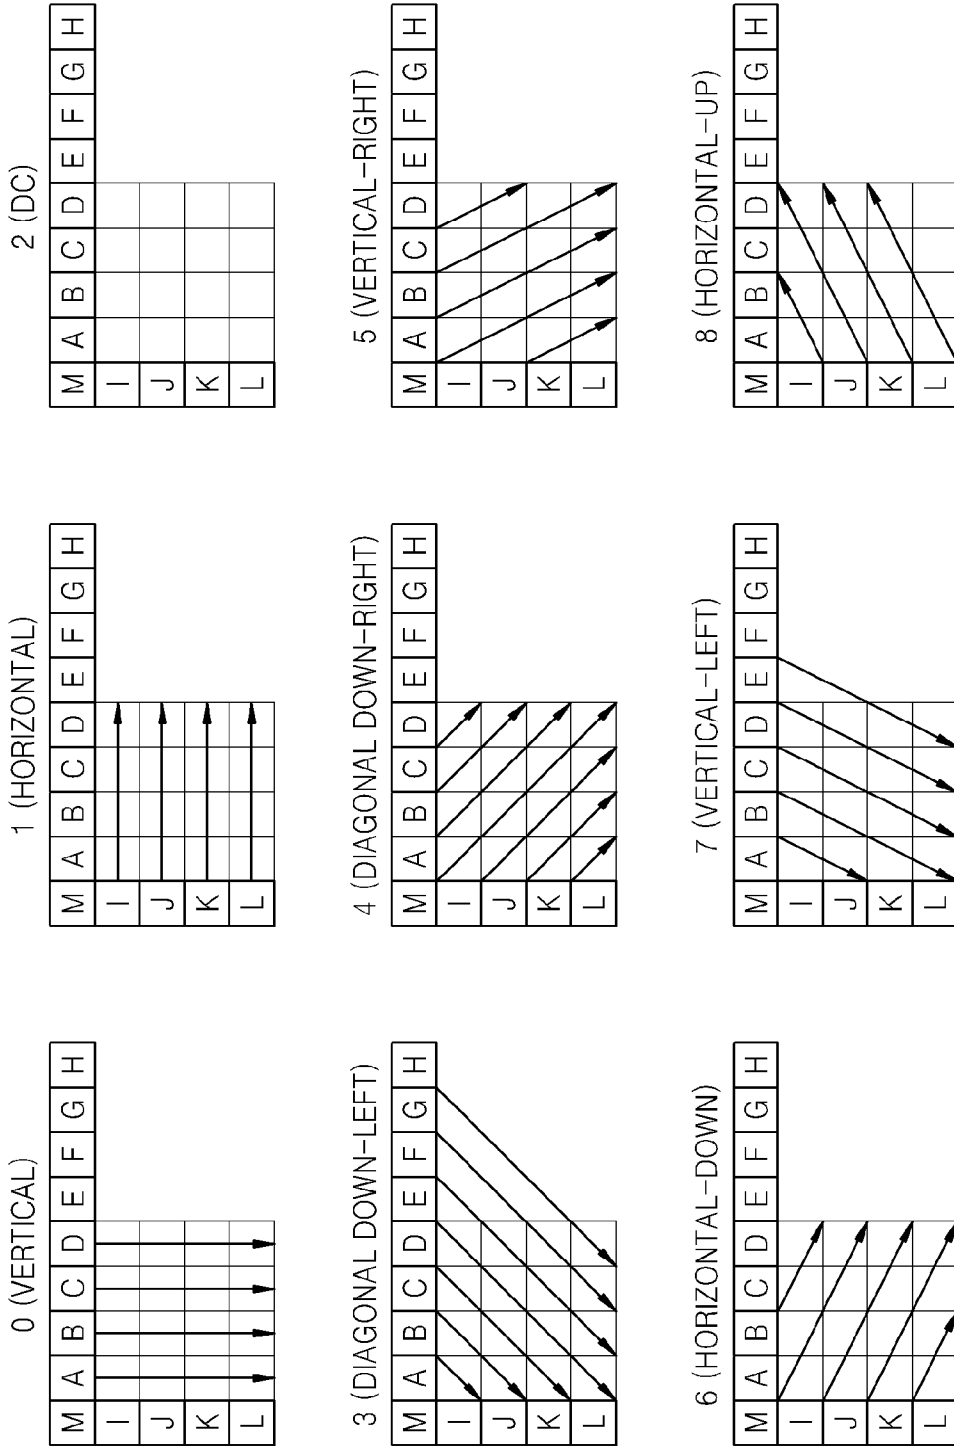 0 (VERTICAL)
M A B C D E F G H
I
J
K
L
1 (HORIZONTAL)
M A B C D E F G H
I
J
K
L
2 (DC)
M A B C D E F G H
I
J
K
L
3 (DIAGONAL DOWN-LEFT)
M A B C D E F G H
I
J
K
L
4 (DIAGONAL DOWN-RIGHT)
M A B C D E F G H
I
J
K
L
5 (VERTICAL-RIGHT)
M A B C D E F G H
I
J
K
L
6 (HORIZONTAL-DOWN)
M A B C D E F G H
I
J
K
L
7 (VERTICAL-LEFT)
M A B C D E F G H
I
J
K
L
8 (HORIZONTAL-UP)
M A B C D E F G H
I
J
K
L